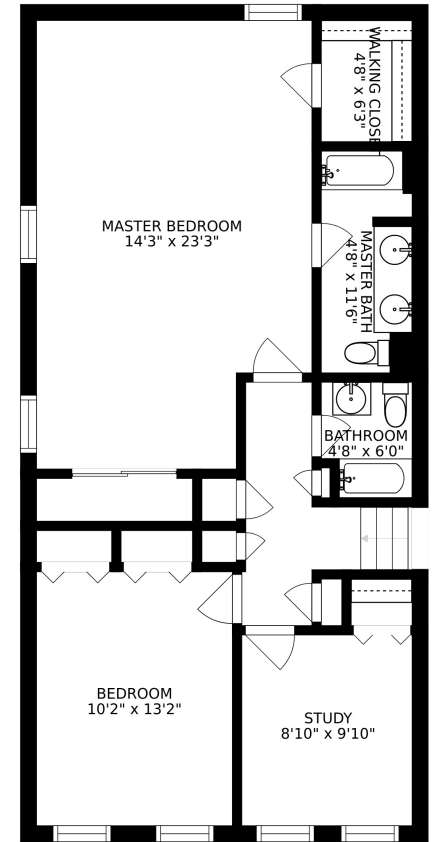 WALKING CLOSE
4'8" x 6'3"
MASTER BEDROOM
14'3" x 23'3"
MASTER BATH
4'8" x 11'6"
BATHROOM
4'8" x 6'0"
BEDROOM
10'2" x 13'2"
STUDY
8'10" x 9'10"